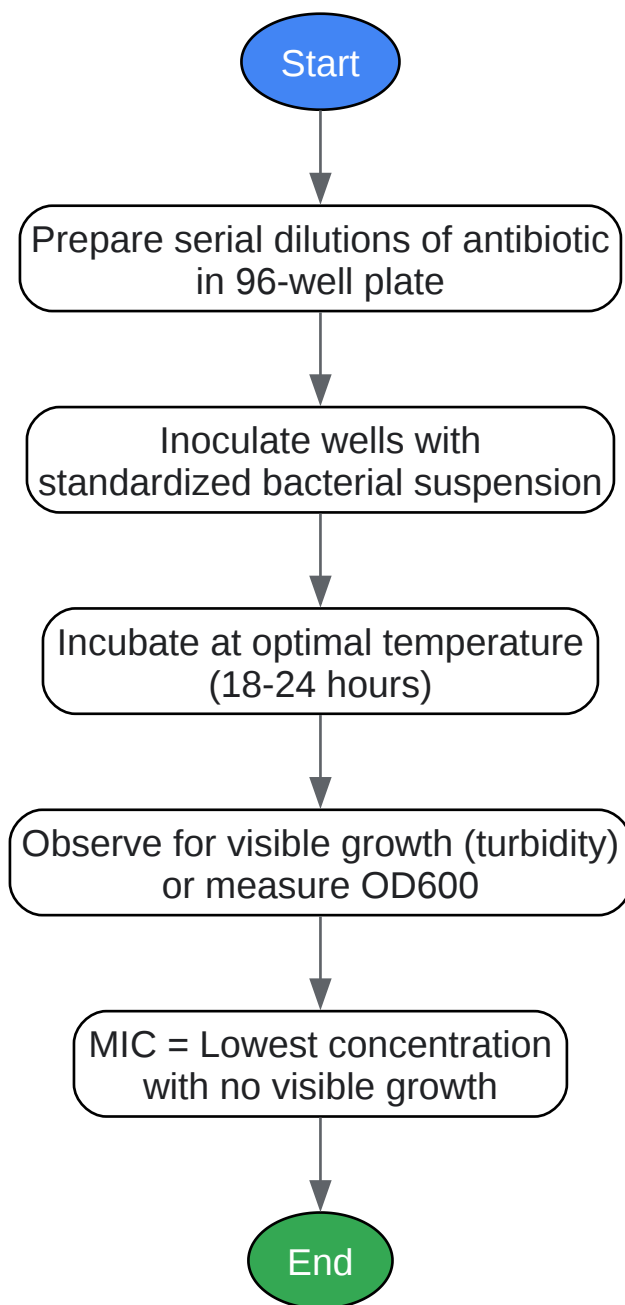 Start
Prepare serial dilutions of antibiotic
in 96-well plate
Inoculate wells with
standardized bacterial suspension
Incubate at optimal temperature
(18-24 hours)
Observe for visible growth (turbidity)
or measure OD600
MIC = Lowest concentration
with no visible growth
End